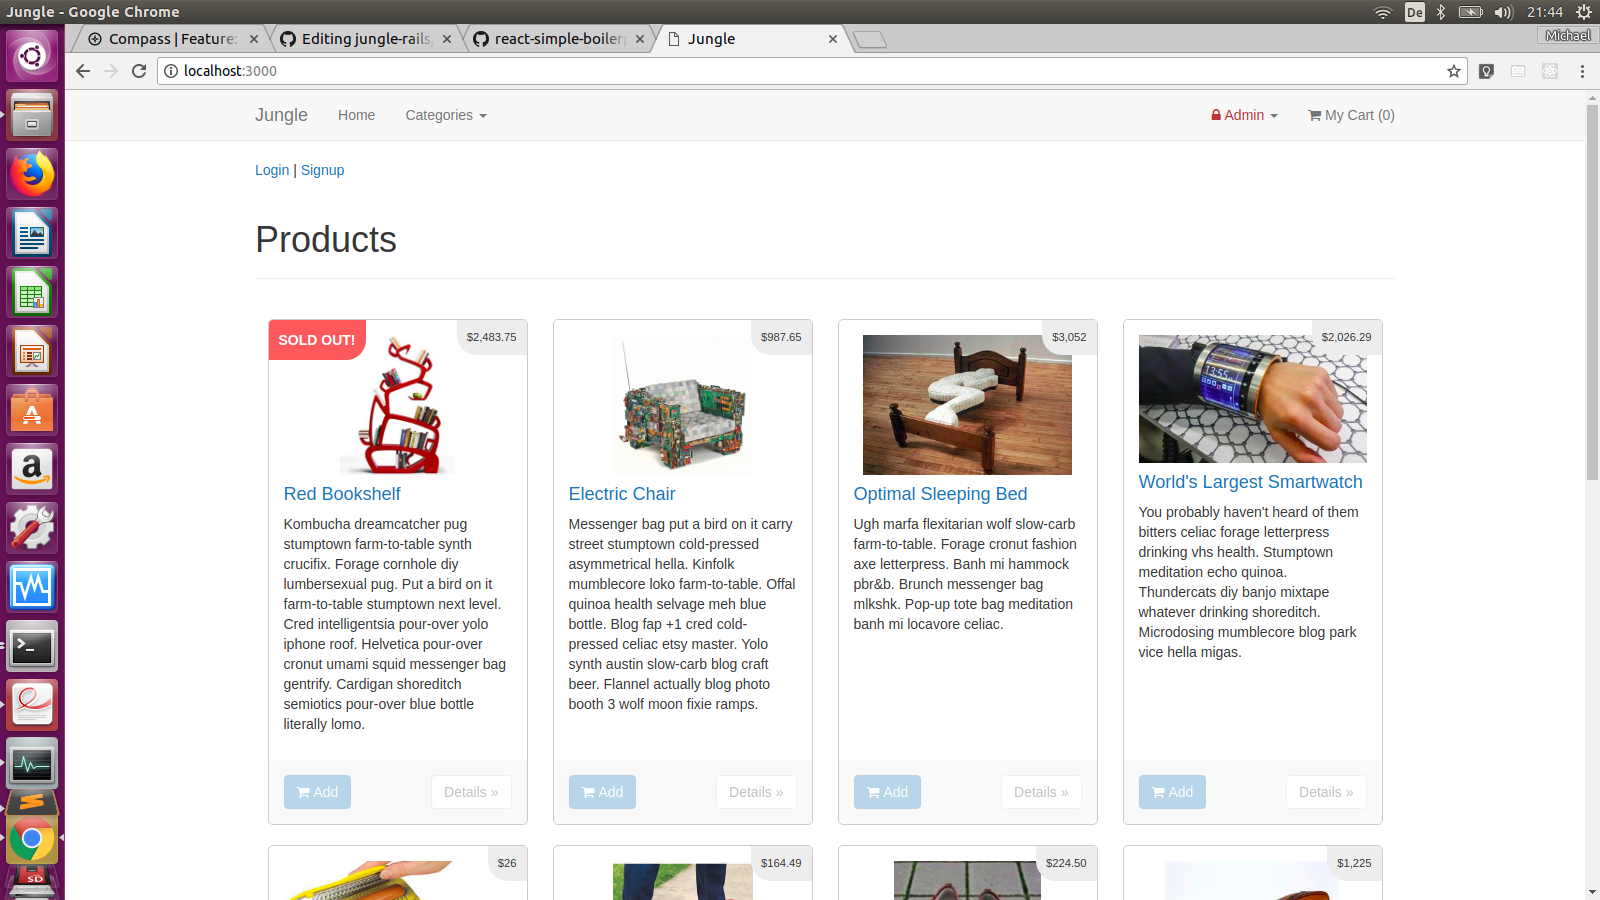 Jungle - Google Chrome
De
21:44
Compass | Feature:
Editing jungle-rails/
react-simple-boilerp
Jungle
Michael
localhost:3000
Jungle
Home
Categories
Admin
My Cart (0)
Login | Signup
Products
SOLD OUT!
$2,483.75
Red Bookshelf
Kombucha dreamcatcher pug
stumptown farm-to-table synth
crucifix. Forage cornhole diy
lumbersexual pug. Put a bird on it
farm-to-table stumptown next level.
Cred intelligentsia pour-over yolo
iphone roof. Helvetica pour-over
cronut umami squid messenger bag
gentrify. Cardigan shoreditch
semiotics pour-over blue bottle
literally lomo.
Add
Details »
$987.65
Electric Chair
Messenger bag put a bird on it carry
street stumptown cold-pressed
asymmetrical hella. Kinfolk
mumblecore loko farm-to-table. Offal
quinoa health selvage meh blue
bottle. Blog fap +1 cred cold-
pressed celiac etsy master. Yolo
synth austin slow-carb blog craft
beer. Flannel actually blog photo
booth 3 wolf moon fixie ramps.
Add
Details »
$3,052
Optimal Sleeping Bed
Ugh marfa flexitarian wolf slow-carb
farm-to-table. Forage cronut fashion
axe letterpress. Banh mi hammock
pbr&b. Brunch messenger bag
mlkshk. Pop-up tote bag meditation
banh mi locavore celiac.
Add
Details »
$2,026.29
13:55
World's Largest Smartwatch
You probably haven't heard of them
bitters celiac forage letterpress
drinking vhs health. Stumptown
meditation echo quinoa.
Thundercats diy banjo mixtape
whatever drinking shoreditch.
Microdosing mumblecore blog park
vice hella migas.
Add
Details »
$26
$164.49
$224.50
$1,225
SD